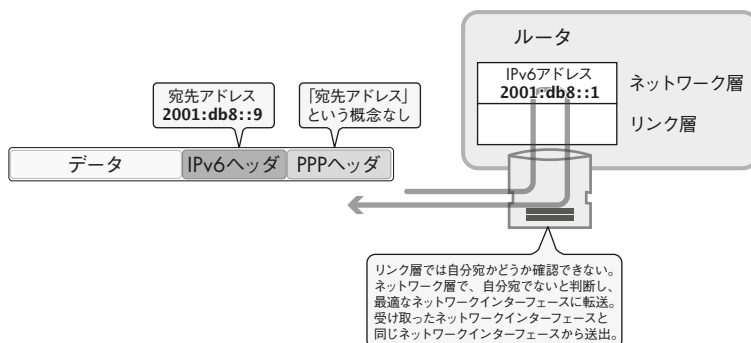 ルータ
IPv6アドレス
2001:db8::1
ネットワーク層
リンク層
宛先アドレス
2001:db8::9
「宛先アドレス」
という概念なし
データ
IPv6ヘッダ
PPPヘッダ
リンク層では自分宛かどうか確認できない。
ネットワーク層で、自分宛でないと判断し、
最適なネットワークインターフェースに転送。
受け取ったネットワークインターフェースと
同じネットワークインターフェースから送出。